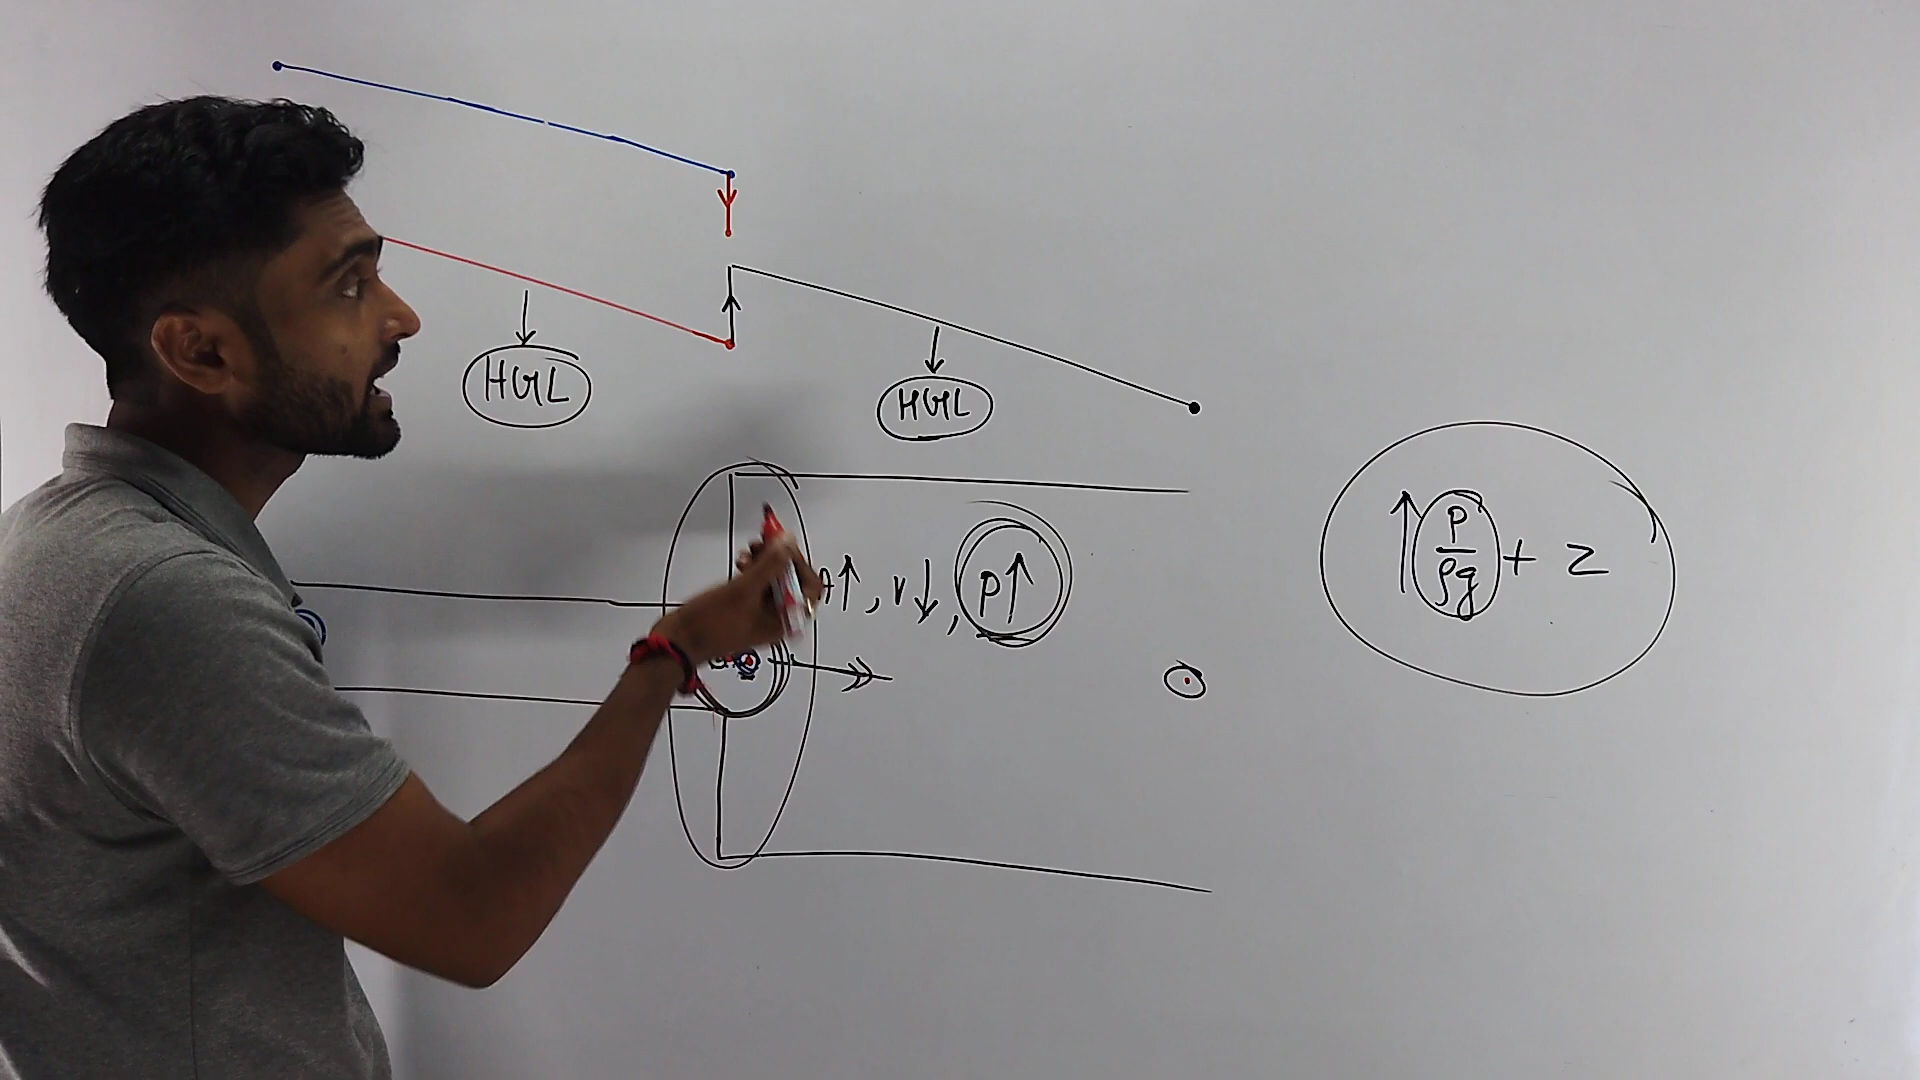 HGL
HGL
A↑, V↓, P↑
↑ P/ρg + Z